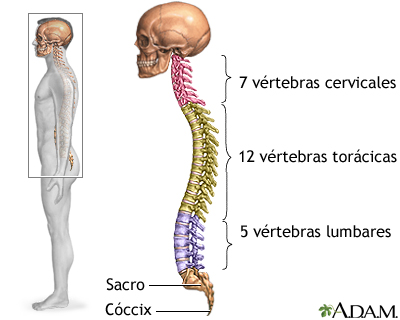 7 vértebras cervicales
12 vértebras torácicas
5 vértebras lumbares
Sacro
Cóccix
A.D.A.M.